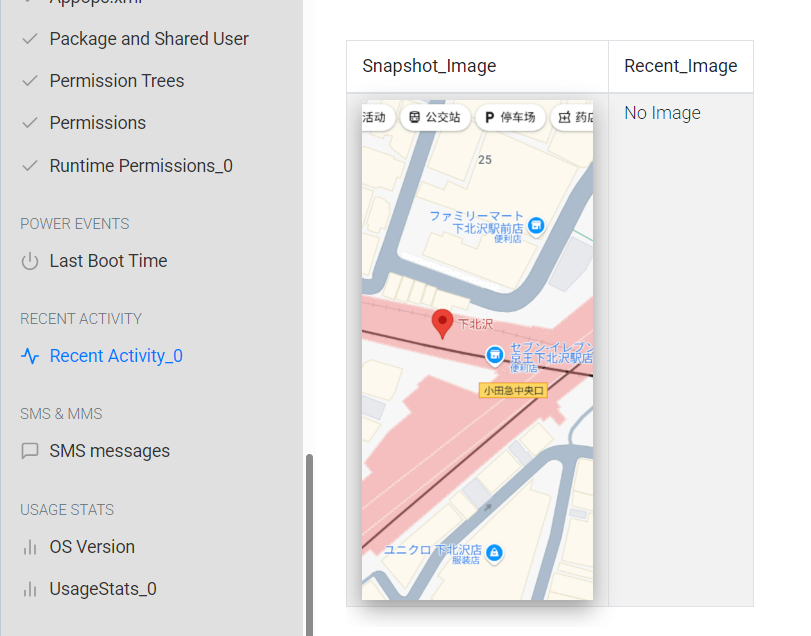 Appops.xml
Package and Shared User
Permission Trees
Permissions
Runtime Permissions_0
POWER EVENTS
Last Boot Time
RECENT ACTIVITY
Recent Activity_0
SMS & MMS
SMS messages
USAGE STATS
OS Version
UsageStats_0
Snapshot_Image
Recent_Image
No Image
活动
公交站
P 停车场
药店
25
ファミリーマート
下北沢駅前店
便利店
下北沢
セブン-イレブン
京王下北沢駅店
便利店
小田急中央口
ユニクロ 下北沢店
服装店